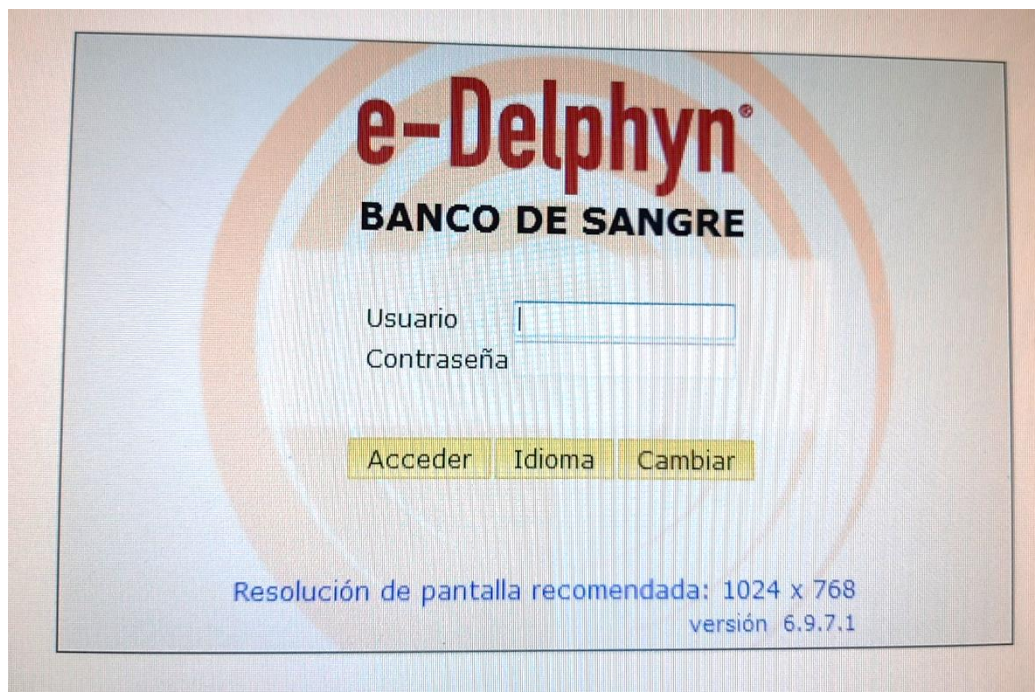 e-Delphyn®
BANCO DE SANGRE
Usuario
Contraseña
Acceder Idioma Cambiar
Resolución de pantalla recomendada: 1024 x 768
versión 6.9.7.1